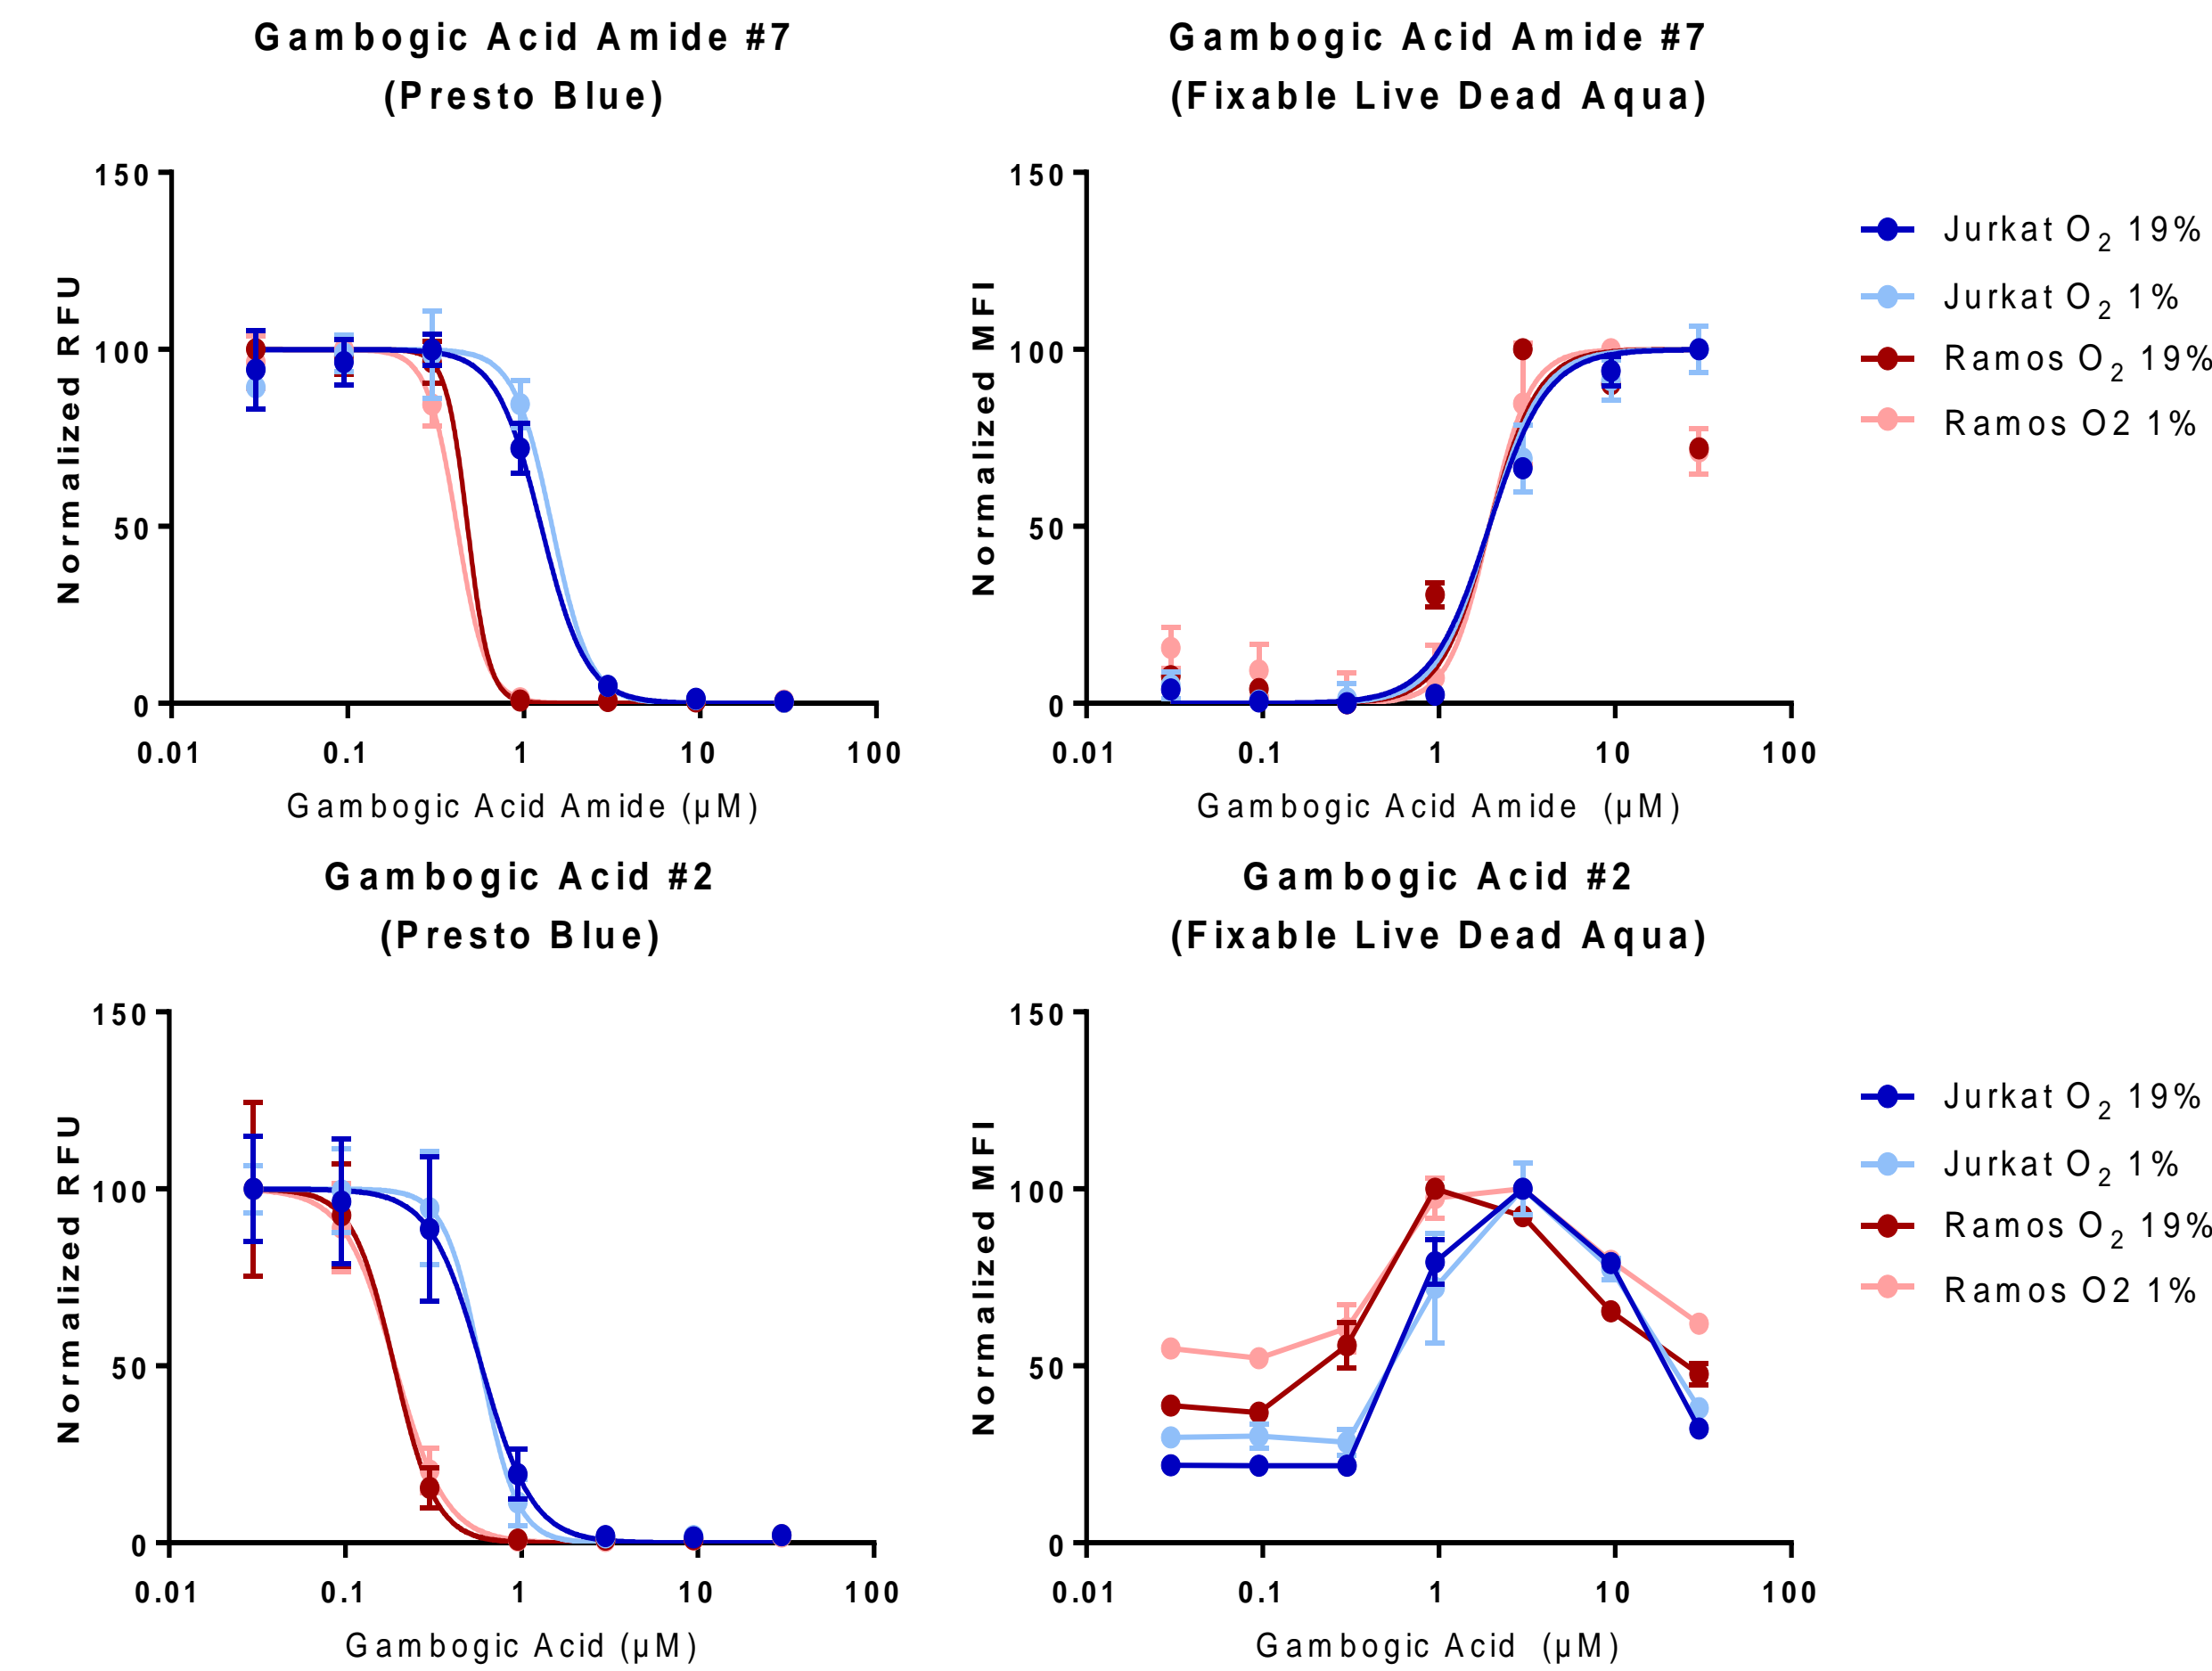 Gambogic Acid Amide #7
(Presto Blue)
Normalized RFU
150
100
50
0
0.01 0.1 1 10 100
Gambogic Acid Amide (µM)
Gambogic Acid Amide #7
(Fixable Live Dead Aqua)
Normalized MFI
150
100
50
0
0.01 0.1 1 10 100
Gambogic Acid Amide (µM)
Jurkat O2 19%
Jurkat O2 1%
Ramos O2 19%
Ramos O2 1%
Gambogic Acid #2
(Presto Blue)
Normalized RFU
150
100
50
0
0.01 0.1 1 10 100
Gambogic Acid (µM)
Gambogic Acid #2
(Fixable Live Dead Aqua)
Normalized MFI
150
100
50
0
0.01 0.1 1 10 100
Gambogic Acid (µM)
Jurkat O2 19%
Jurkat O2 1%
Ramos O2 19%
Ramos O2 1%